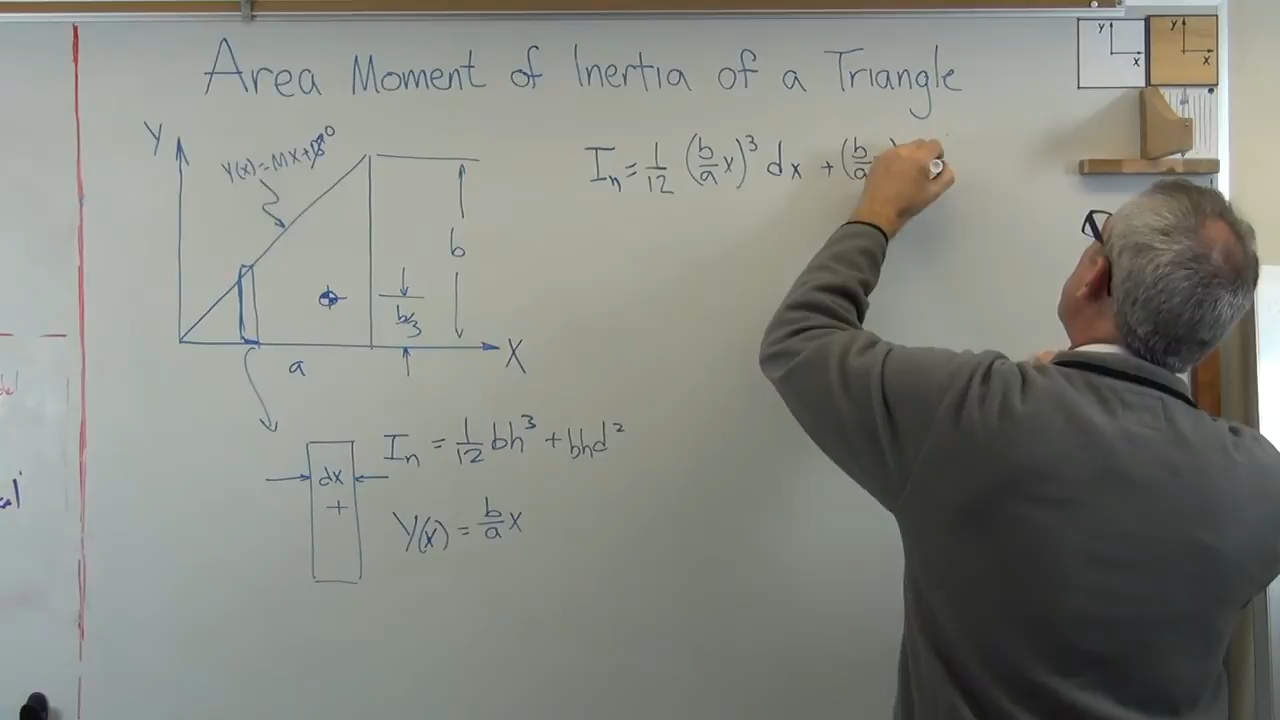 Area Moment of Inertia of a Triangle
Y
Y
X
Y
X
Y
Y(x)=MX+B 0
Iₙ = 1/12 (b/a x)³ dx + (b/a
b
b/3
a
X
Iₙ = 1/12 bh³ + bhd²
dx
+
Y(x) = b/a x